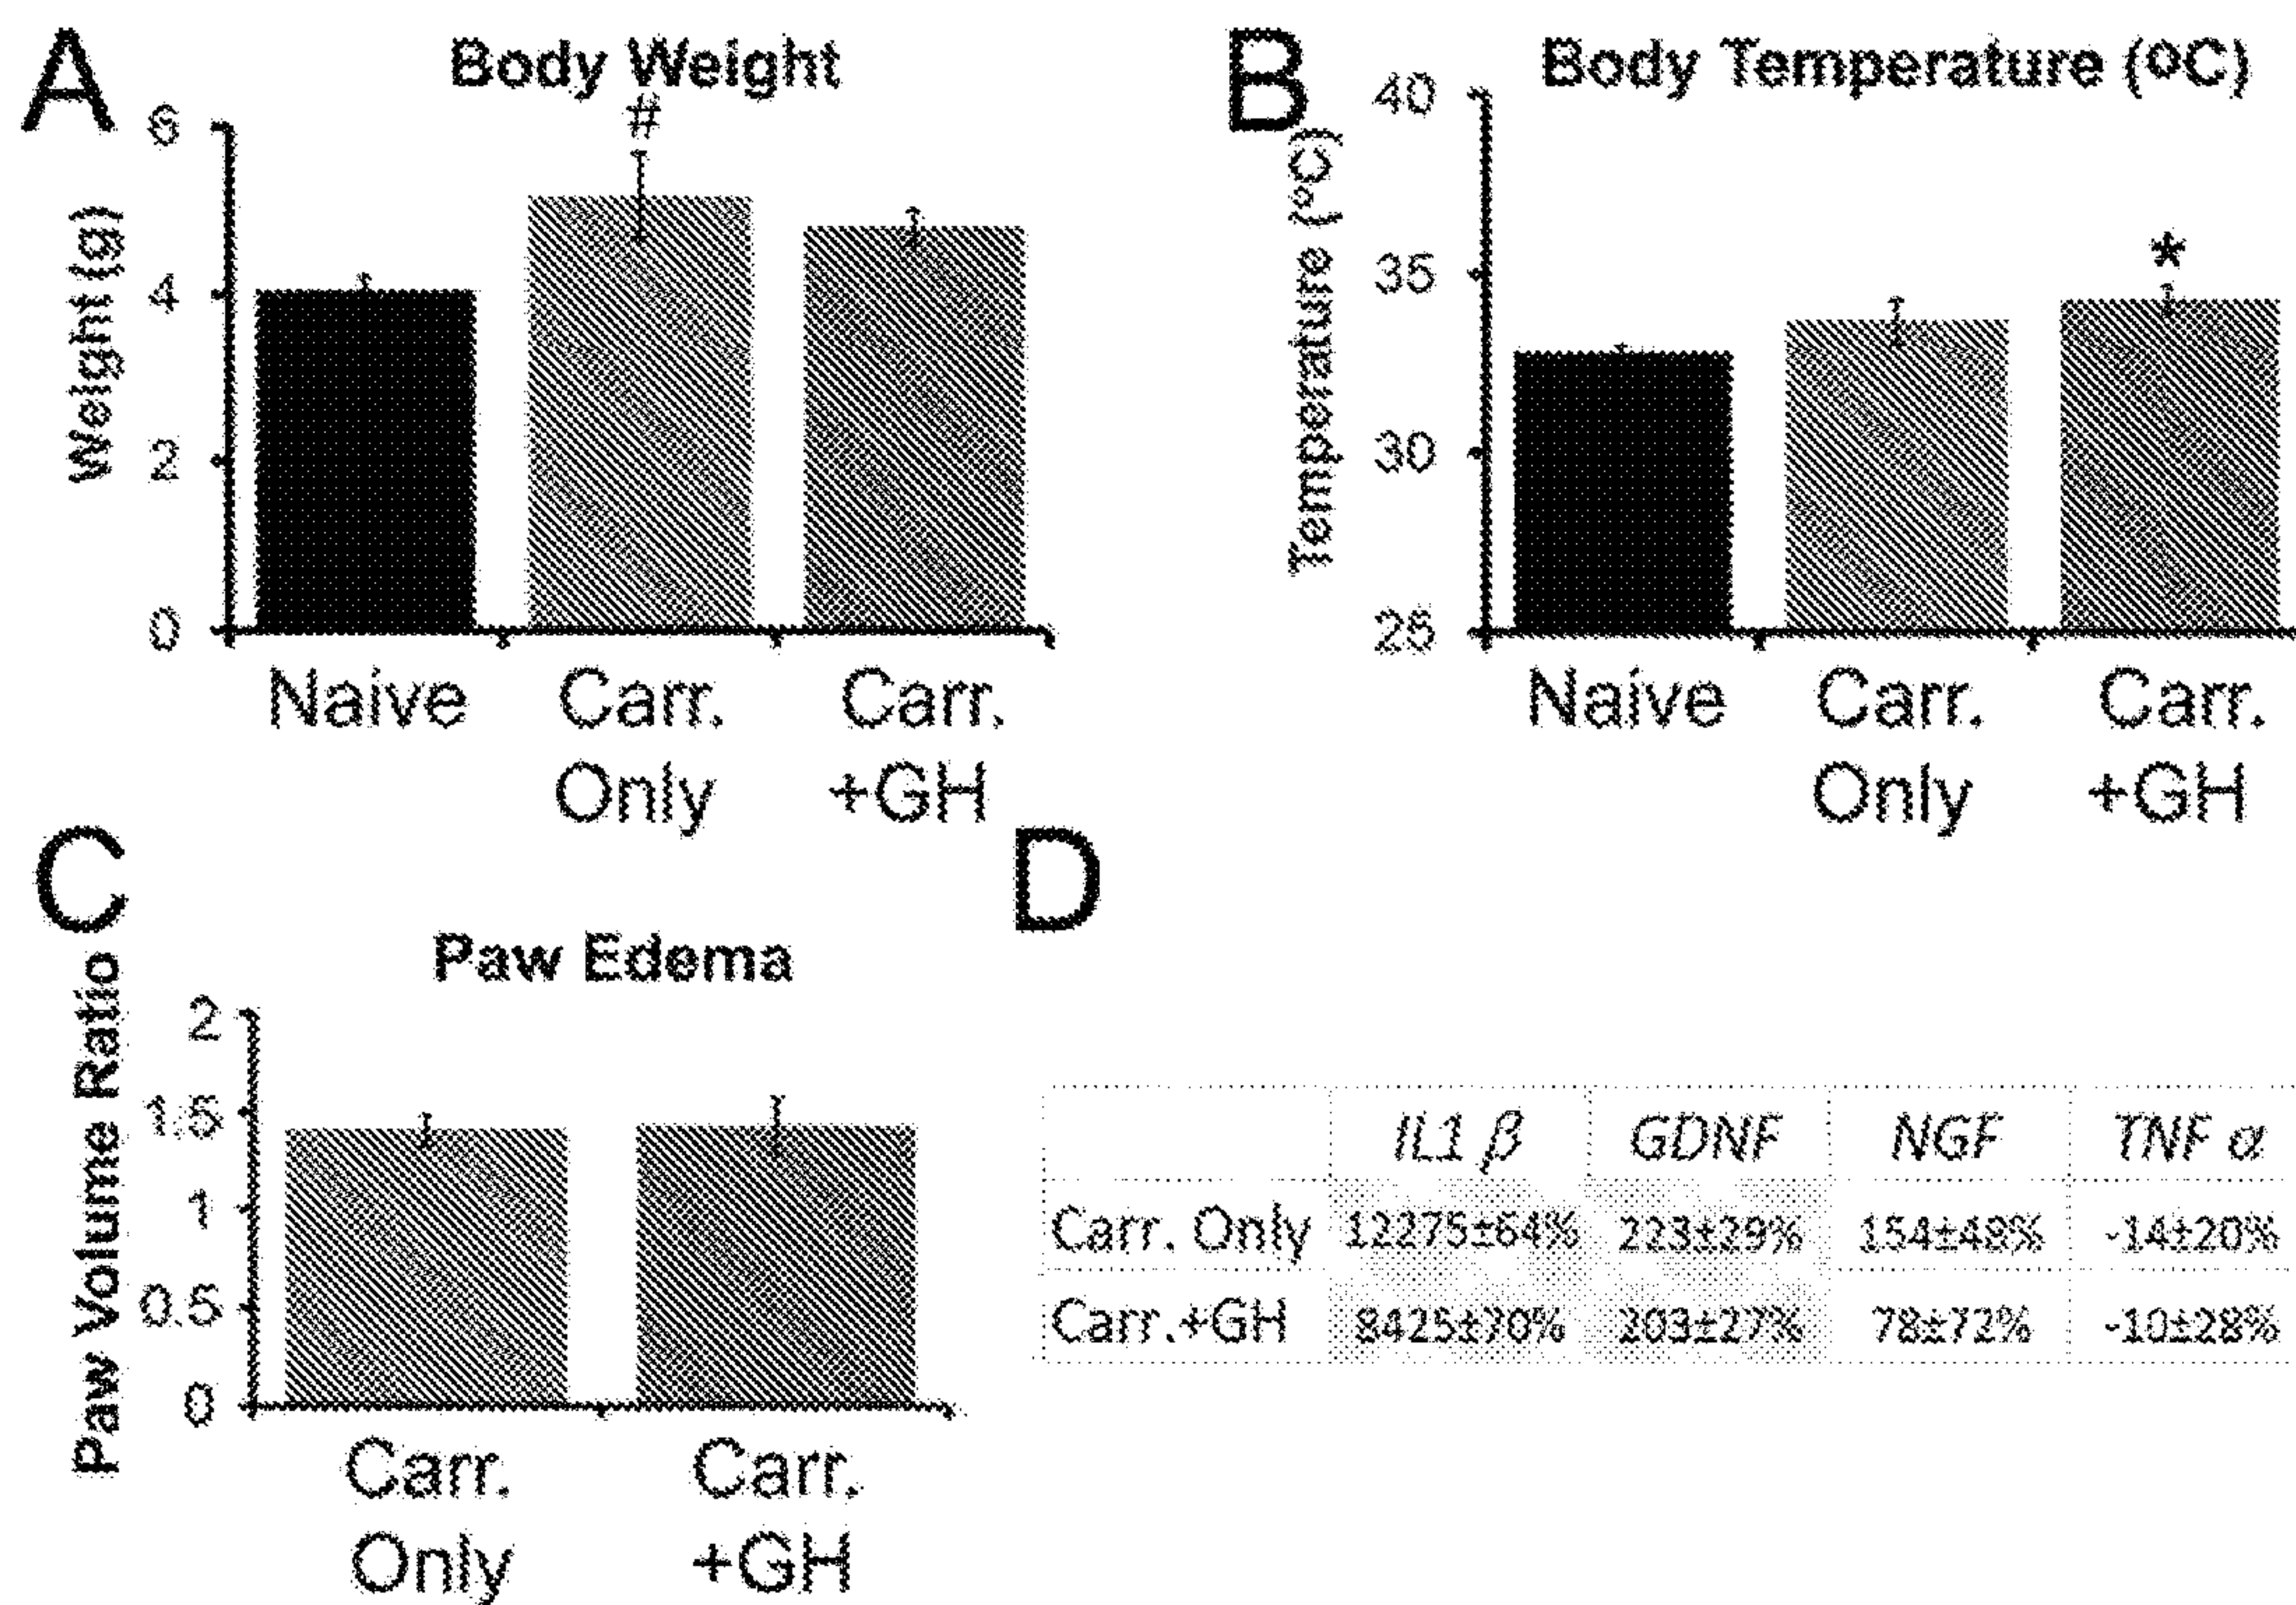 A
Body Weight
#
Weight (g)
6
4
2
0
Naive
Carr.
Only
Carr.
+GH
B
Body Temperature (ºC)
*
Temperature (°C)
40
35
30
25
Naive
Carr.
Only
Carr.
+GH
C
Paw Edema
Paw Volume Ratio
2
1.5
1
0.5
0
Carr.
Only
Carr.
+GH
D
IL1 β GDNF NGF TNF α
Carr. Only 12275±64% 223±29% 154±48% -14±20%
Carr.+GH 8425±70% 203±27% 78±72% -10±28%